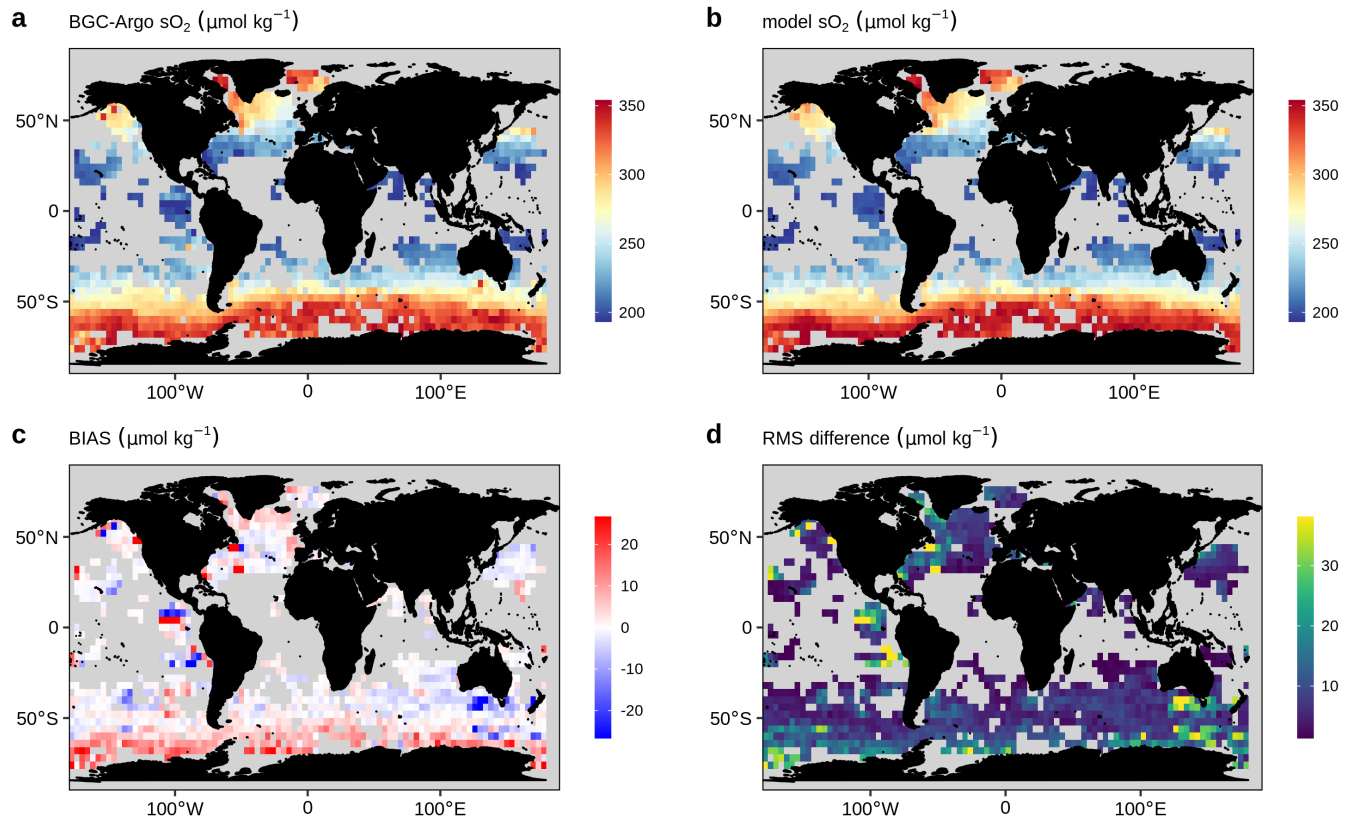 a BGC-Argo sO₂ (μmol kg⁻¹)
50°N
0
50°S
100°W 0 100°E
350
300
250
200
b model sO₂ (μmol kg⁻¹)
50°N
0
50°S
100°W 0 100°E
350
300
250
200
c BIAS (μmol kg⁻¹)
50°N
0
50°S
100°W 0 100°E
20
10
0
-10
-20
d RMS difference (μmol kg⁻¹)
50°N
0
50°S
100°W 0 100°E
30
20
10